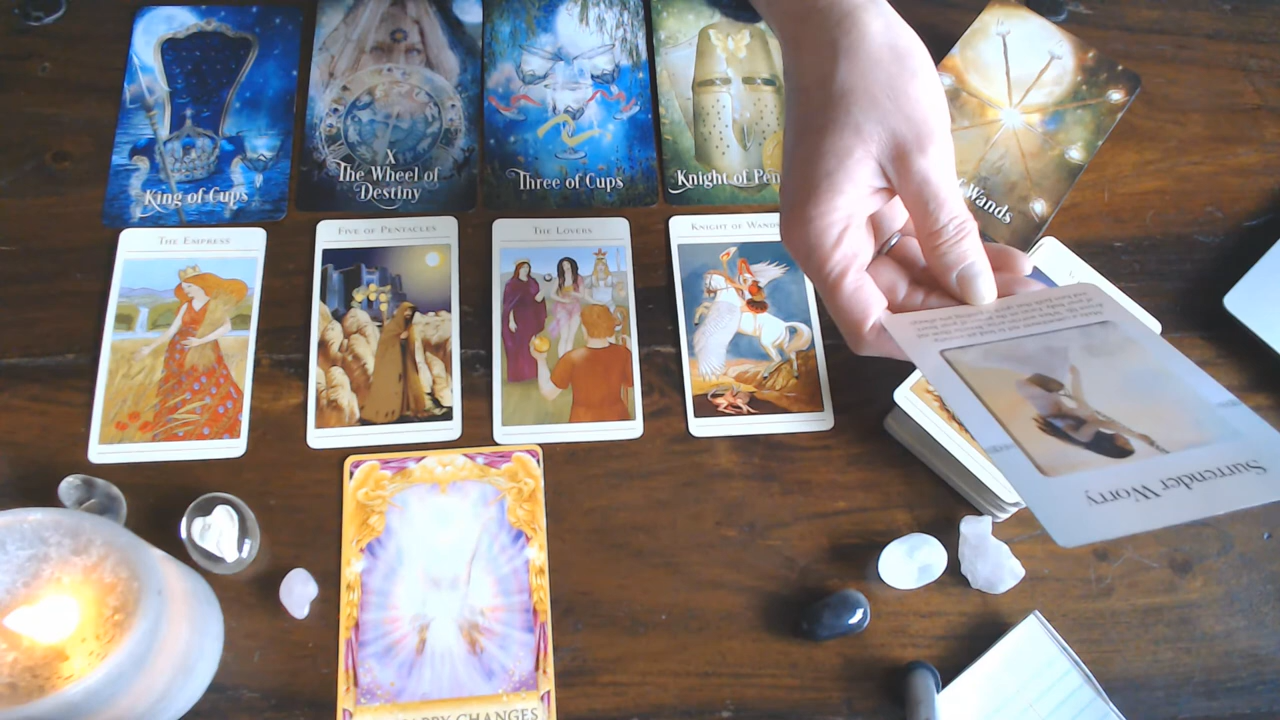 King of Cups
X
The Wheel of
Destiny
Three of Cups
Knight of Pen
Wands
THE EMPRESS
FIVE OF PENTACLES
THE LOVERS
KNIGHT OF WANDS
Surrender Worry
HAPPY CHANGES